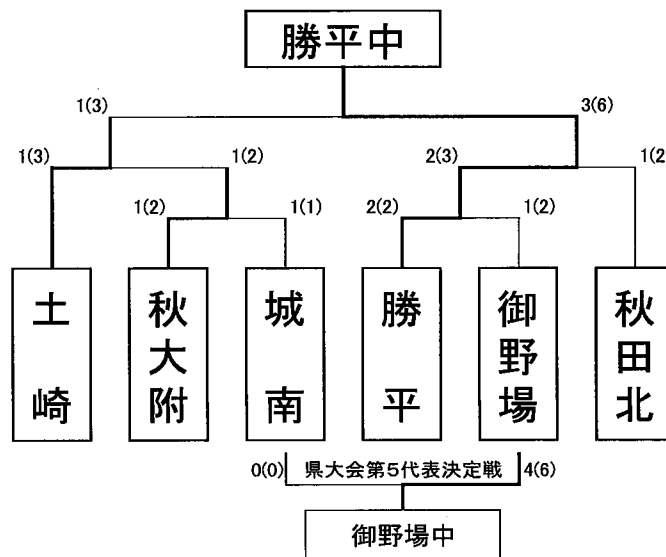 勝平中
1(3) 3(6)
1(3) 1(2) 2(3) 1(2
1(2) 1(1) 2(2) 1(2)
土崎
秋大附
城南
勝平
御野場
秋田北
0(0) 県大会第5代表決定戦 4(6)
御野場中